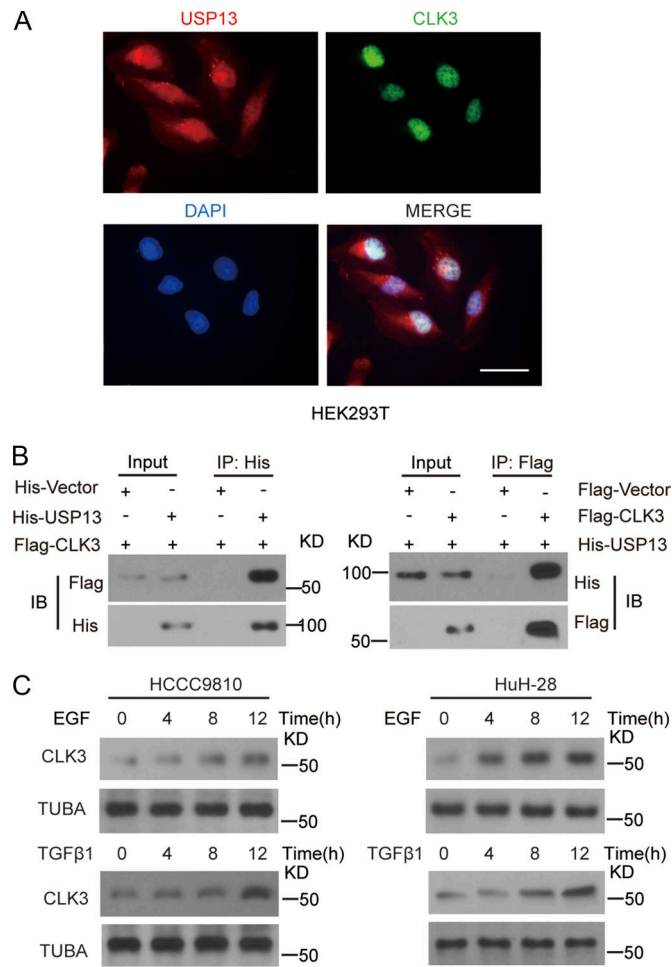 A
USP13 CLK3
DAPI MERGE
HEK293T
B
Input IP: His Input IP: Flag
His-Vector + - + - + - + - Flag-Vector
His-USP13 - + - + - + - + Flag-CLK3
Flag-CLK3 + + + + KD KD + + + + His-USP13
IB Flag 50 100 His IB
His 100 50 Flag
C
HCCC9810 HuH-28
EGF 0 4 8 12 Time(h) EGF 0 4 8 12 Time(h)
KD KD
CLK3 50 50
TUBA 50 50
TGFβ1 0 4 8 12 Time(h) TGFβ1 0 4 8 12 Time(h)
KD KD
CLK3 50 50
TUBA 50 50